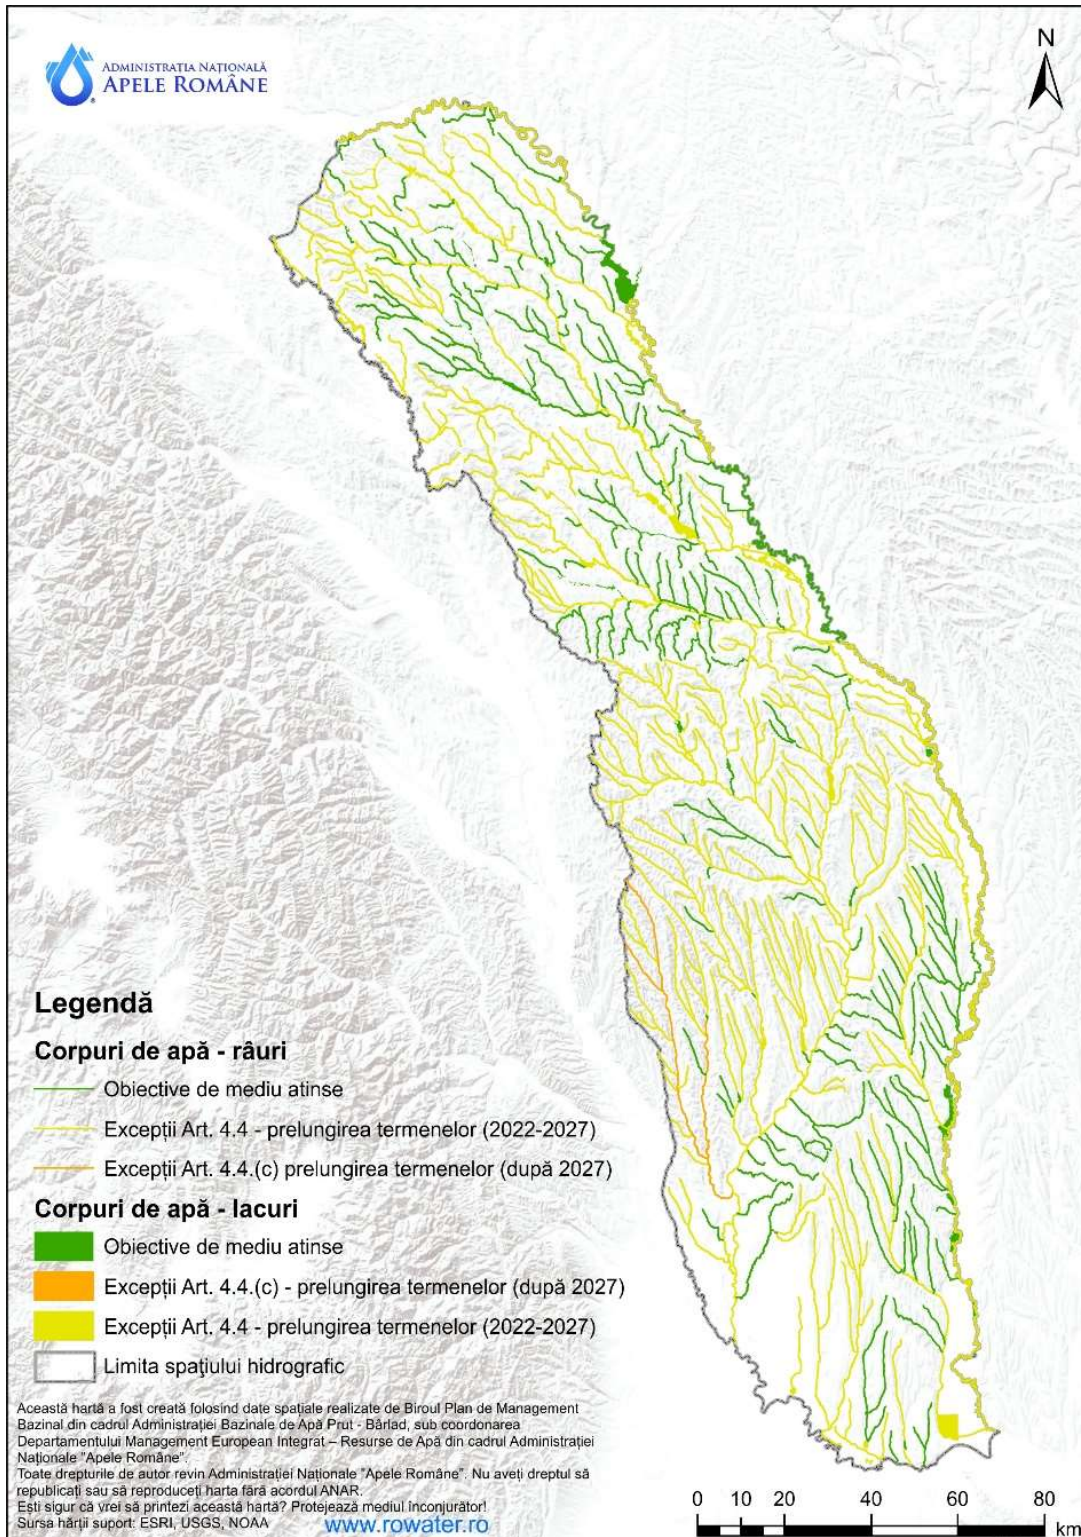 ADMINISTRAȚIA NAȚIONALĂ
APELE ROMÂNE
N
Legendă
Corpuri de apă - râuri
Obiective de mediu atinse
Excepții Art. 4.4 - prelungirea termenelor (2022-2027)
Excepții Art. 4.4.(c) prelungirea termenelor (după 2027)
Corpuri de apă - lacuri
Obiective de mediu atinse
Excepții Art. 4.4.(c) - prelungirea termenelor (după 2027)
Excepții Art. 4.4 - prelungirea termenelor (2022-2027)
Limita spațiului hidrografic
Această hartă a fost creată folosind date spațiale realizate de Biroul Plan de Management
Bazinal din cadrul Administrației Bazinale de Apă Prut - Bârlad, sub coordonarea
Departamentului Management European Integrat – Resurse de Apă din cadrul Administrației
Naționale "Apele Române".
Toate drepturile de autor revin Administrației Naționale "Apele Române". Nu aveți dreptul să
republicați sau să reproduceți harta fără acordul ANAR.
Ești sigur că vrei să printezi această hartă? Protejează mediul înconjurător!
Sursa hărții suport: ESRI, USGS, NOAA www.rowater.ro
0 10 20 40 60 80
km